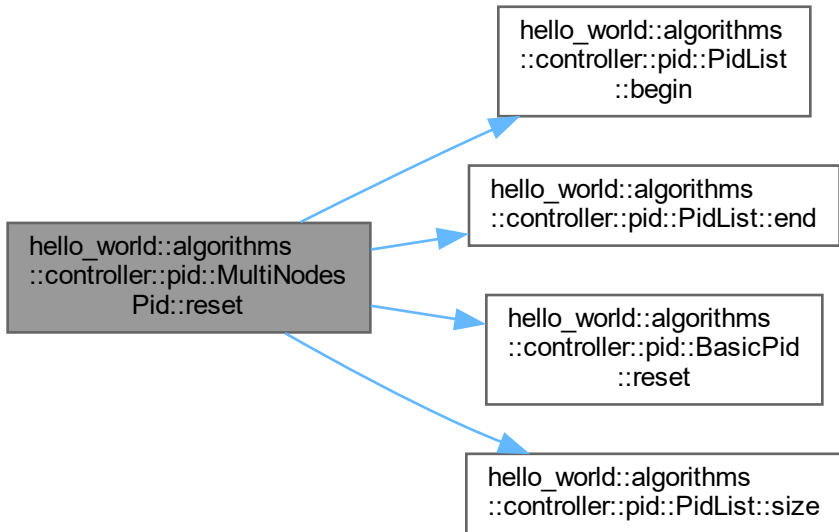 hello_world::algorithms
::controller::pid::MultiNodes
Pid::reset
hello_world::algorithms
::controller::pid::PidList
::begin
hello_world::algorithms
::controller::pid::PidList::end
hello_world::algorithms
::controller::pid::BasicPid
::reset
hello_world::algorithms
::controller::pid::PidList::size